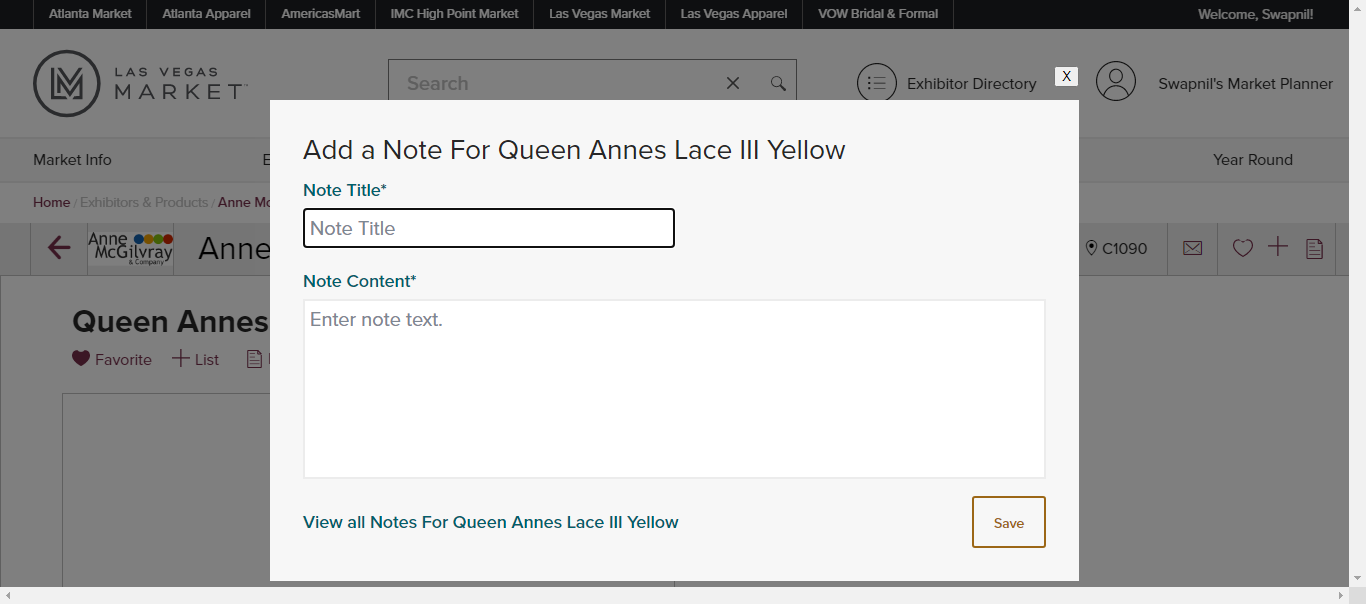 Atlanta Market Atlanta Apparel AmericasMart IMC High Point Market Las Vegas Market Las Vegas Apparel VOW Bridal & Formal Welcome, Swapnil!
LAS VEGAS
MARKET
Search
Exhibitor Directory
X
Swapnil's Market Planner
Market Info
E
Year Round
Home / Exhibitors & Products / Anne Mc
Anne
McGilvray
& Company
Anne
C1090
Queen Annes
Favorite
List
Add a Note For Queen Annes Lace III Yellow
Note Title*
Note Title
Note Content*
Enter note text.
View all Notes For Queen Annes Lace III Yellow
Save